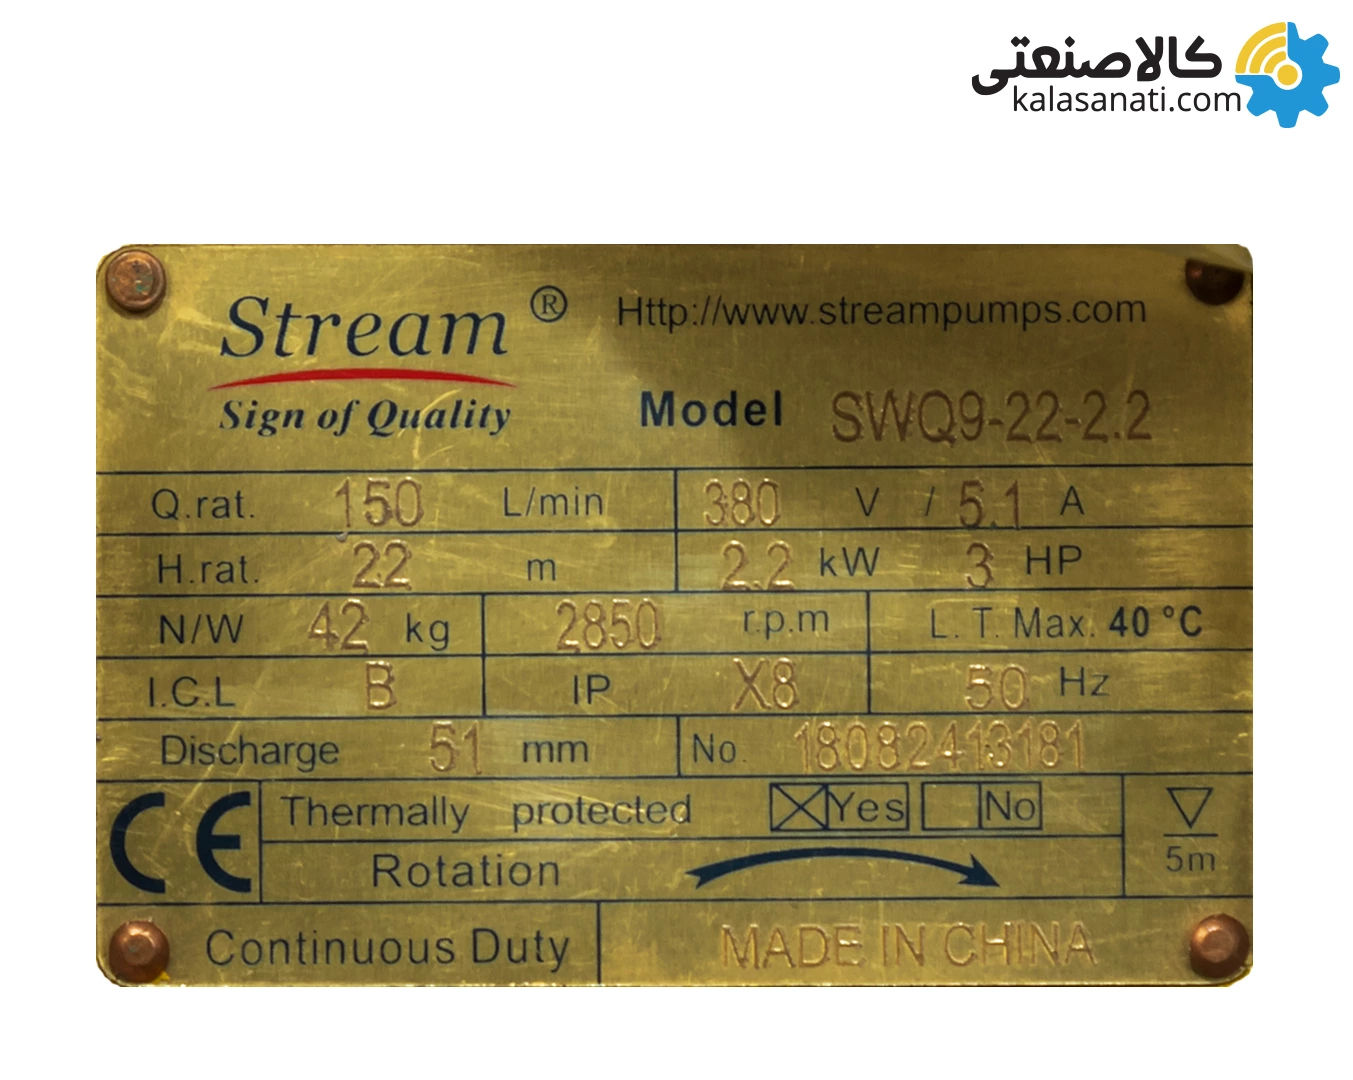 کالاصنعتی
kalasanati.com
Stream ® Http://www.streampumps.com
Sign of Quality Model SWQ9-22-2.2
Q.rat. 150 L/min 380 V / 5.1 A
H.rat. 22 m 2.2 kW 3 HP
N/W 42 kg 2850 r.p.m L.T. Max. 40 °C
I.C.L B IP X8 50 Hz
Discharge 51 mm No. 18082413181
CE Thermally protected Yes No
Rotation 5m
Continuous Duty MADE IN CHINA